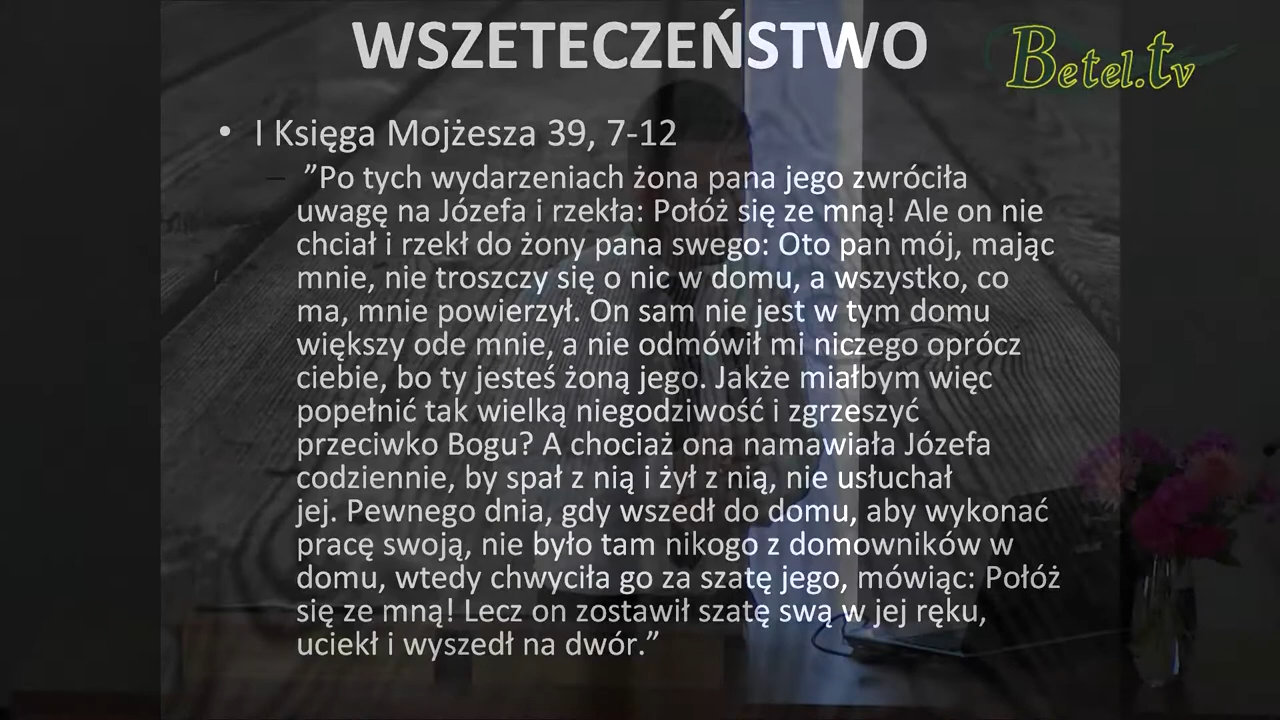 WSZETECZEŃSTWO
Betel.tv
• I Księga Mojżesza 39, 7-12
– ”Po tych wydarzeniach żona pana jego zwróciła
uwagę na Józefa i rzekła: Połóż się ze mną! Ale on nie
chciał i rzekł do żony pana swego: Oto pan mój, mając
mnie, nie troszczy się o nic w domu, a wszystko, co
ma, mnie powierzył. On sam nie jest w tym domu
większy ode mnie, a nie odmówił mi niczego oprócz
ciebie, bo ty jesteś żoną jego. Jakże miałbym więc
popełnić tak wielką niegodziwość i zgrzeszyć
przeciwko Bogu? A chociaż ona namawiała Józefa
codziennie, by spał z nią i żył z nią, nie usłuchał
jej. Pewnego dnia, gdy wszedł do domu, aby wykonać
pracę swoją, nie było tam nikogo z domowników w
domu, wtedy chwyciła go za szatę jego, mówiąc: Połóż
się ze mną! Lecz on zostawił szatę swą w jej ręku,
uciekł i wyszedł na dwór.”